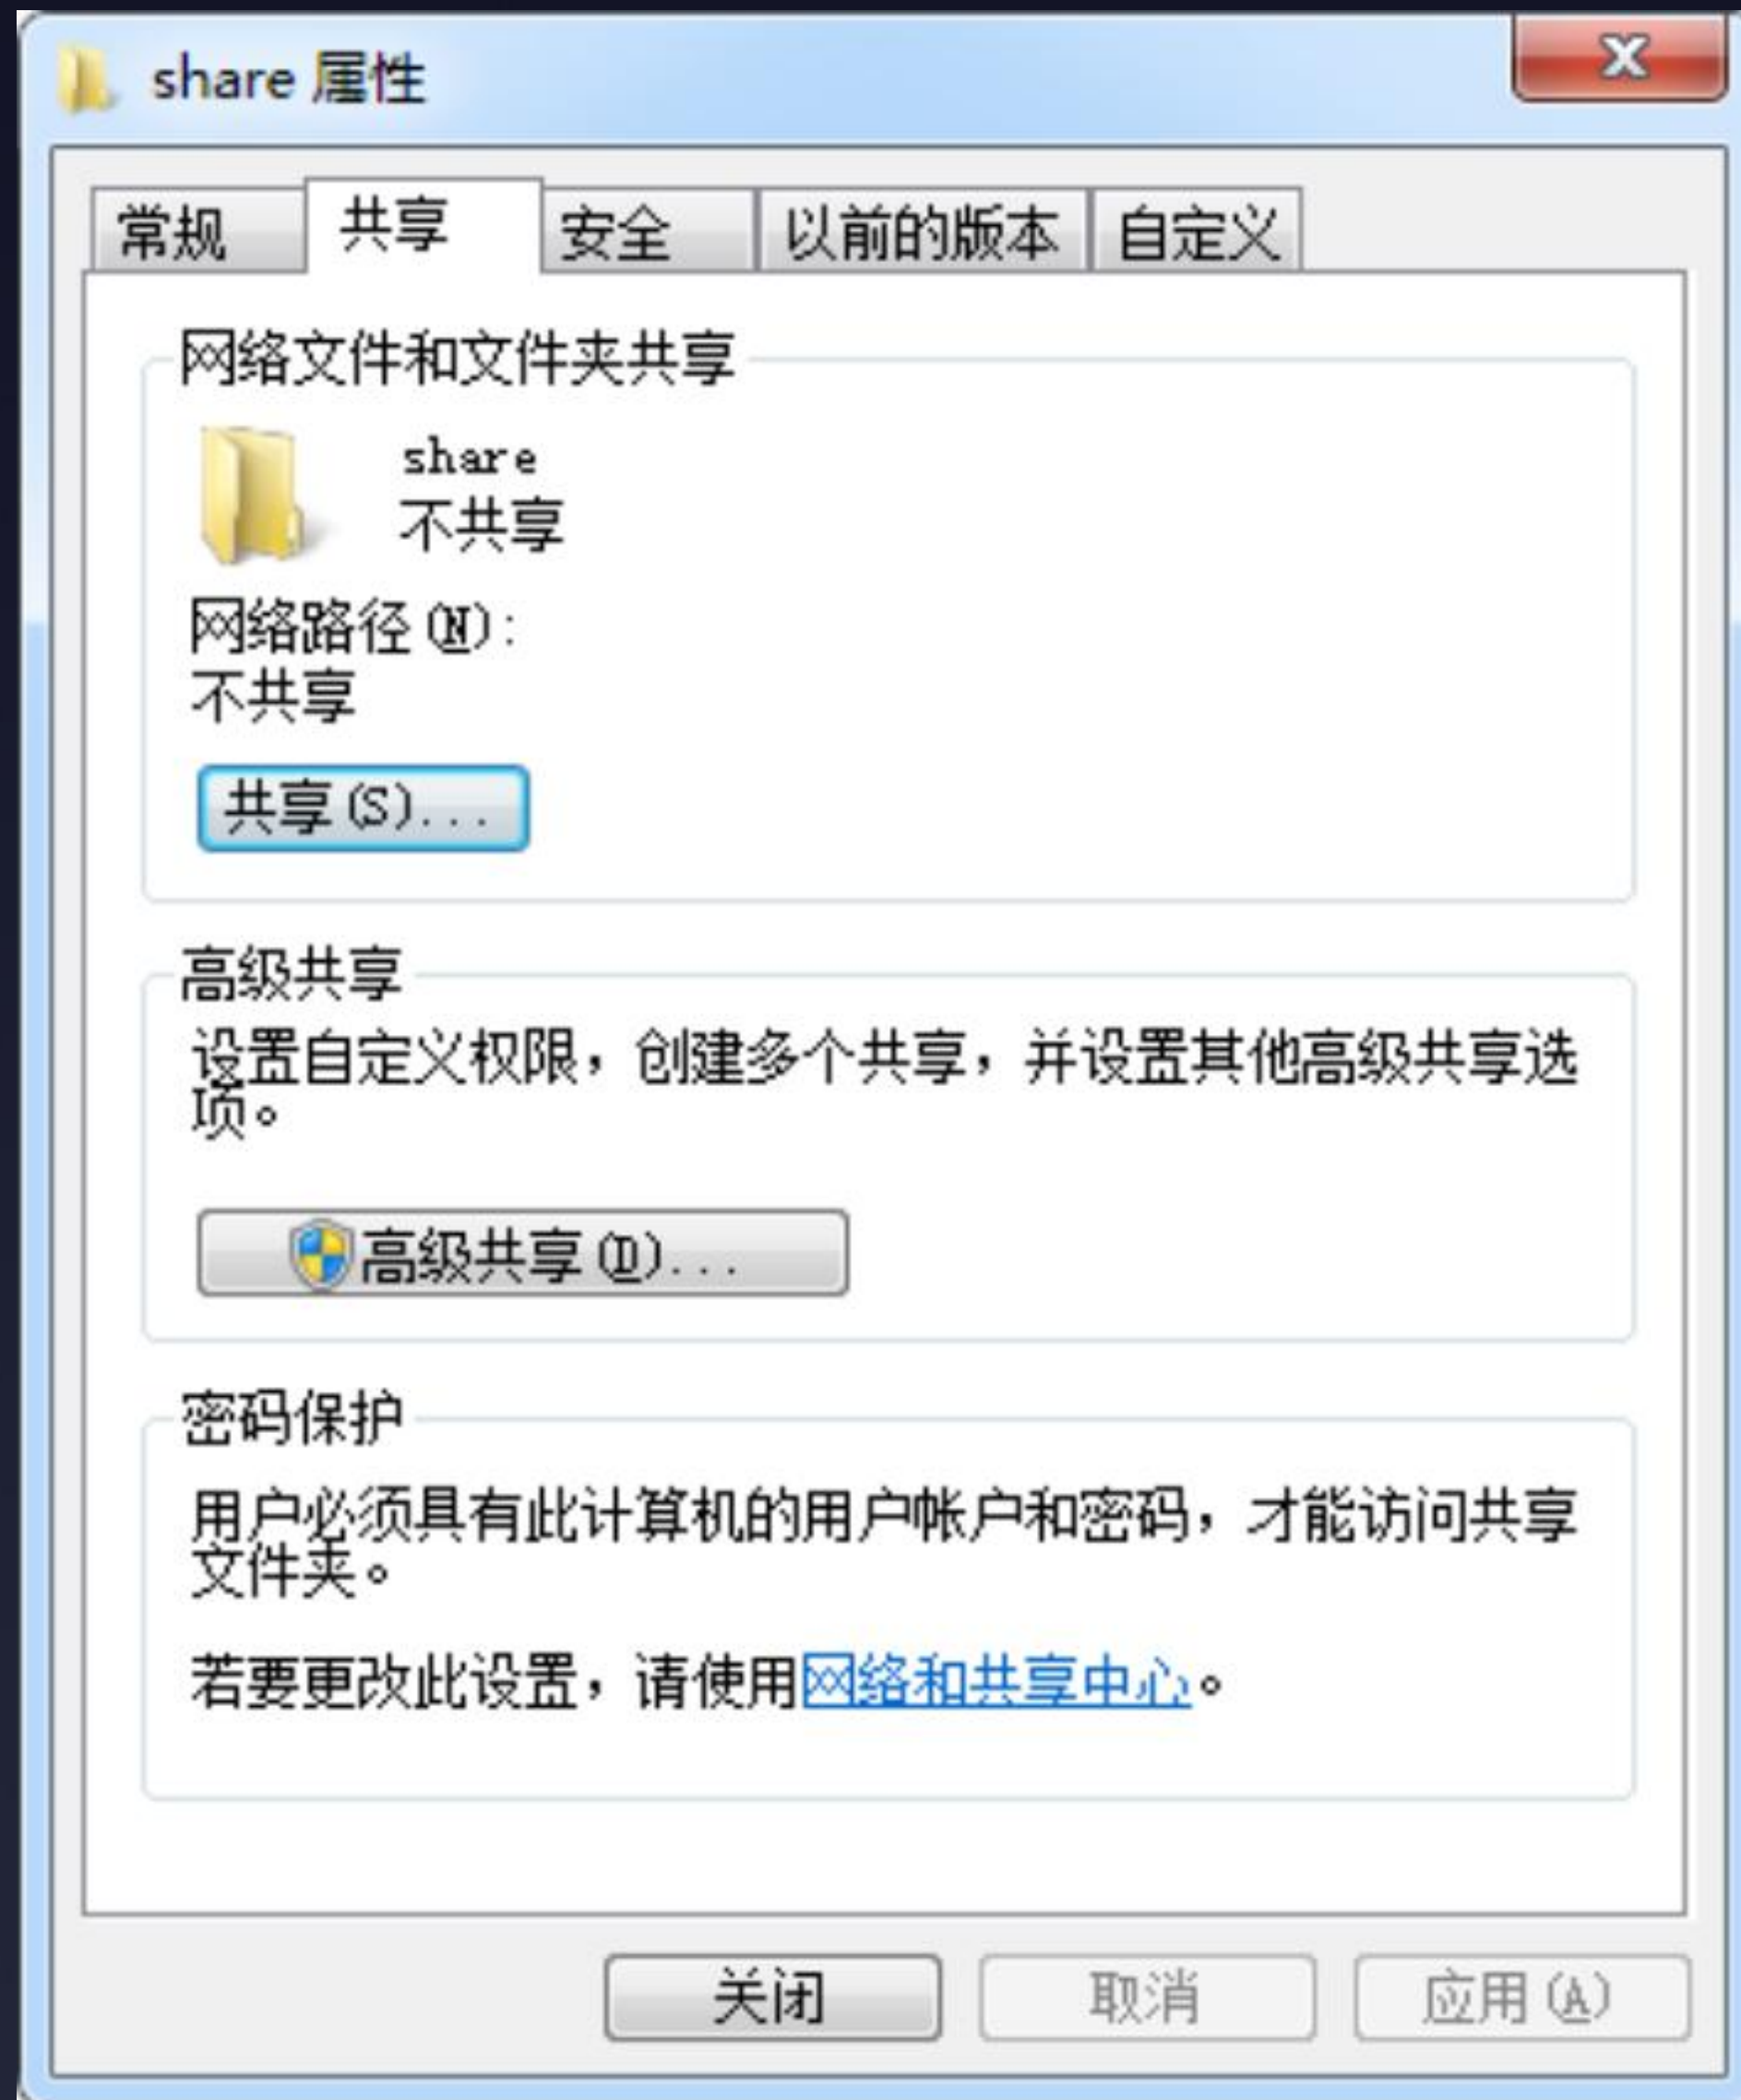 share 属性
常规 共享 安全 以前的版本 自定义
网络文件和文件夹共享
share
不共享
网络路径(N):
不共享
共享(S)...
高级共享
设置自定义权限，创建多个共享，并设置其他高级共享选
项。
高级共享(D)...
密码保护
用户必须具有此计算机的用户帐户和密码，才能访问共享
文件夹。
若要更改此设置，请使用网络和共享中心。
关闭 取消 应用(A)